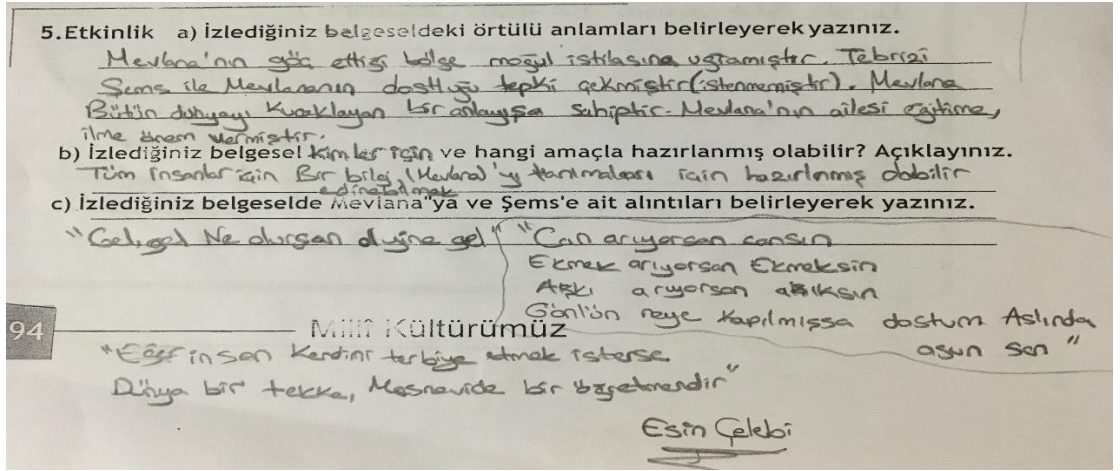 5.Etkinlik a) İzlediğiniz belgeseldeki örtülü anlamları belirleyerek yazınız.
Mevlana'nın göç ettiği bölge moğul istilasına uğramıştır. Tebrizi
Şems ile Mevlananın dostluğu tepki çekmiştir (istenmemiştir). Mevlana
Bütün dünyayı Kucaklayan bir anlayışa sahiptir. Mevlana'nın ailesi eğitime,
ilme önem vermiştir.
b) İzlediğiniz belgesel kimler için ve hangi amaçla hazırlanmış olabilir? Açıklayınız.
Tüm insanlar için Bir bilgi, (Mevlana)'yı tanımaları için hazırlanmış olabilir
edinebilmek
c) İzlediğiniz belgeselde Mevlana"ya ve Şems'e ait alıntıları belirleyerek yazınız.
"Gel, gel Ne olursan ol yine gel"
"Can arıyorsan cansın
Ekmek arıyorsan Ekmeksin
Aşkı arıyorsan aşıksın
Gönlün neye kapılmışsa dostum Aslında
osun sen"
94
Millî Kültürümüz
"Eğer insan Kendini terbiye etmek isterse
Dünya bir tekke, Mesnevide bir öğretmendir"
Esin Çelebi